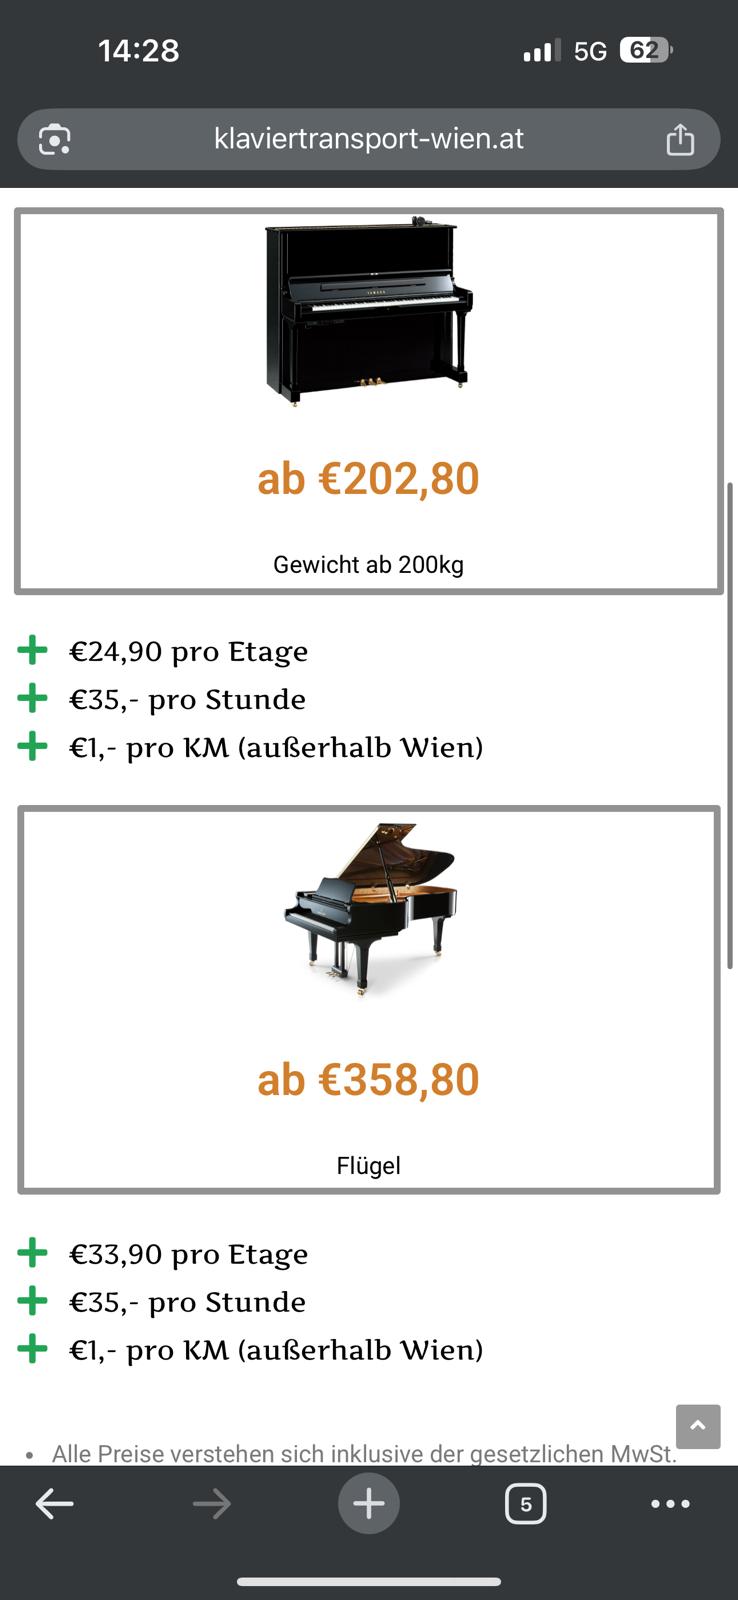 14:28 5G 62
klaviertransport-wien.at
YAMAHA
ab €202,80
Gewicht ab 200kg
€24,90 pro Etage
€35,- pro Stunde
€1,- pro KM (außerhalb Wien)
ab €358,80
Flügel
€33,90 pro Etage
€35,- pro Stunde
€1,- pro KM (außerhalb Wien)
• Alle Preise verstehen sich inklusive der gesetzlichen MwSt.
5